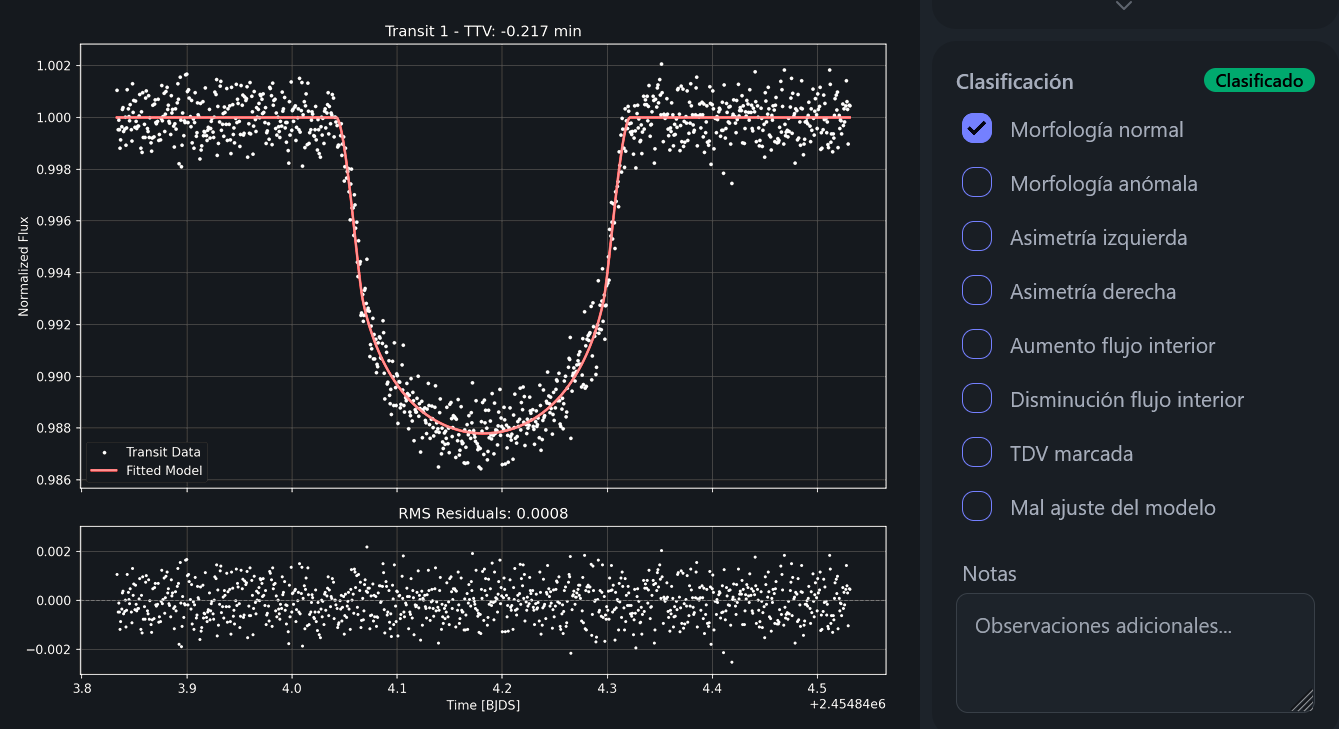 Transit 1 - TTV: -0.217 min
1.002
1.000
0.998
0.996
0.994
0.992
0.990
0.988
0.986
Normalized Flux
Transit Data
Fitted Model
RMS Residuals: 0.0008
0.002
0.000
−0.002
3.8 3.9 4.0 4.1 4.2 4.3 4.4 4.5
Time [BJDS]
+2.45484e6
Clasificación
Clasificado
Morfología normal
Morfología anómala
Asimetría izquierda
Asimetría derecha
Aumento flujo interior
Disminución flujo interior
TDV marcada
Mal ajuste del modelo
Notas
Observaciones adicionales...